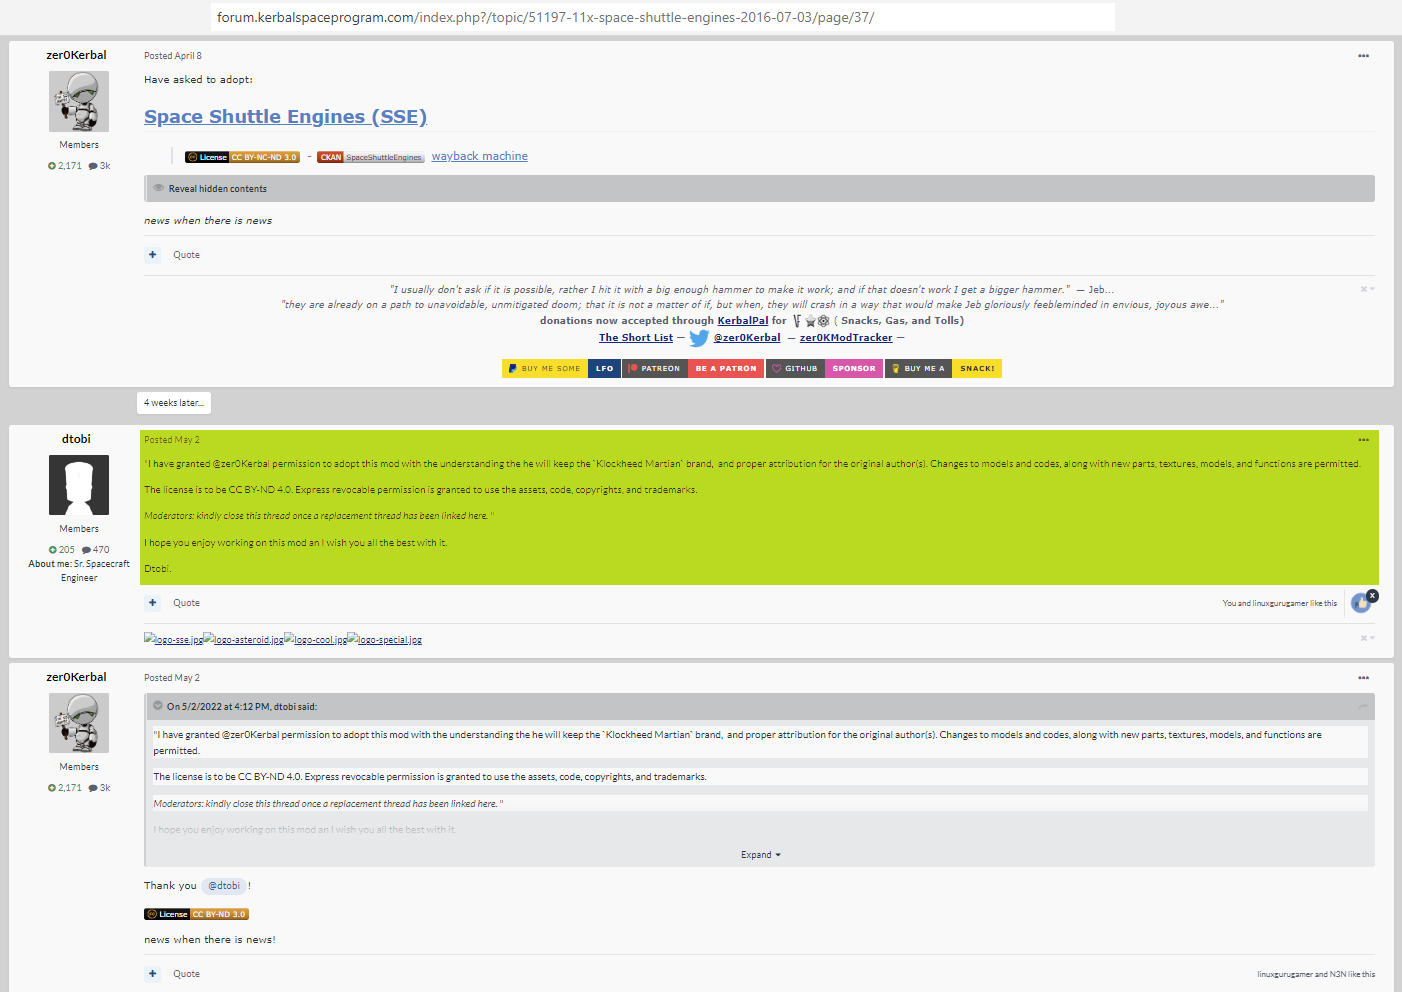 forum.kerbalspaceprogram.com/index.php?/topic/51197-11x-space-shuttle-engines-2016-07-03/page/37/
zer0Kerbal
Posted April 8
Have asked to adopt:
Space Shuttle Engines (SSE)
License CC BY-NC-ND 3.0 - CKAN SpaceShuttleEngines wayback machine
Members
2,171 3k
Reveal hidden contents
news when there is news
+ Quote
"I usually don't ask if it is possible, rather I hit it with a big enough hammer to make it work; and if that doesn't work I get a bigger hammer." — Jeb...
"they are already on a path to unavoidable, unmitigated doom; that it is not a matter of if, but when, they will crash in a way that would make Jeb gloriously feebleminded in envious, joyous awe..."
donations now accepted through KerbalPal for ( Snacks, Gas, and Tolls)
The Short List — @zer0Kerbal — zer0KModTracker —
BUY ME SOME LFO PATREON BE A PATRON GITHUB SPONSOR BUY ME A SNACK!
4 weeks later...
dtobi
Posted May 2
"I have granted @zer0Kerbal permission to adopt this mod with the understanding the he will keep the `Klockheed Martian` brand, and proper attribution for the original author(s). Changes to models and codes, along with new parts, textures, models, and functions are permitted.
The license is to be CC BY-ND 4.0. Express revocable permission is granted to use the assets, code, copyrights, and trademarks.
Moderators: kindly close this thread once a replacement thread has been linked here. "
I hope you enjoy working on this mod an I wish you all the best with it.
Dtobi.
Members
205 470
About me: Sr. Spacecraft
Engineer
+ Quote
You and linuxgurugamer like this
logo-sse.jpg logo-asteroid.jpg logo-cool.jpg logo-special.jpg
zer0Kerbal
Posted May 2
On 5/2/2022 at 4:12 PM, dtobi said:
"I have granted @zer0Kerbal permission to adopt this mod with the understanding the he will keep the `Klockheed Martian` brand, and proper attribution for the original author(s). Changes to models and codes, along with new parts, textures, models, and functions are
permitted.
The license is to be CC BY-ND 4.0. Express revocable permission is granted to use the assets, code, copyrights, and trademarks.
Moderators: kindly close this thread once a replacement thread has been linked here. "
I hope you enjoy working on this mod an I wish you all the best with it.
Expand
Members
2,171 3k
Thank you @dtobi !
License CC BY-ND 3.0
news when there is news!
+ Quote
linuxgurugamer and N3N like this